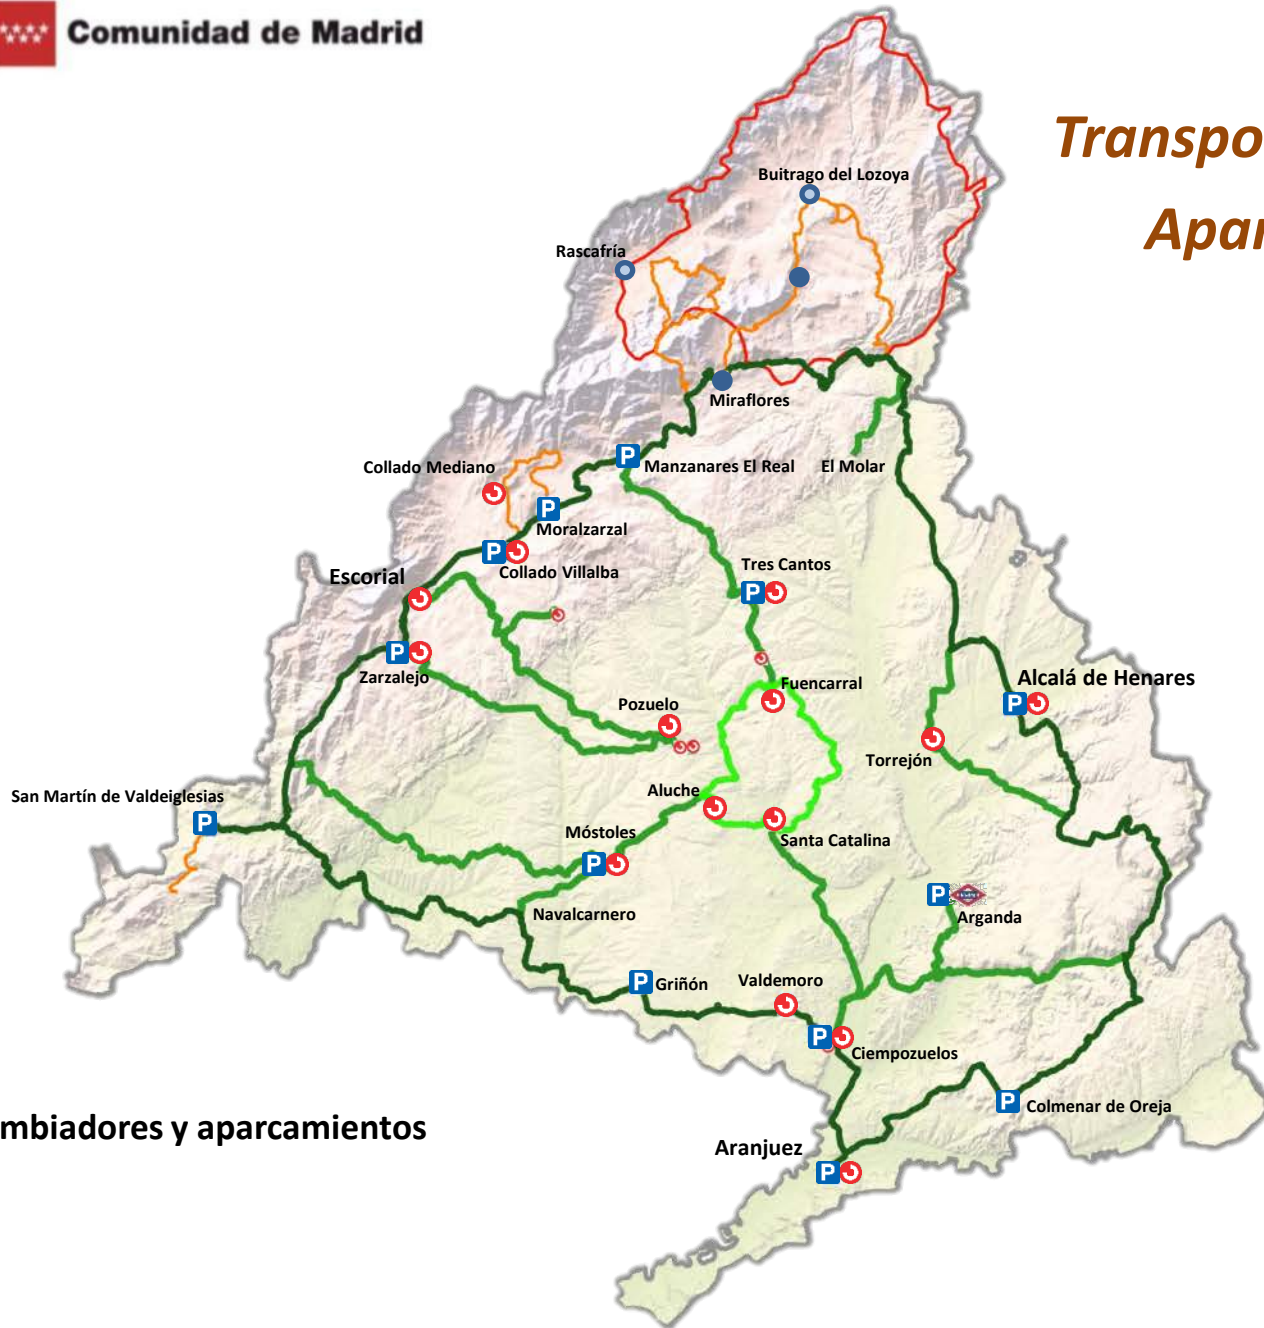 Comunidad de Madrid
Transpo
Apar
Buitrago del Lozoya
Rascafría
Miraflores
Collado Mediano
P
Manzanares El Real
El Molar
P
Moralzarzal
P
Collado Villalba
Tres Cantos
P
Escorial
P
Zarzalejo
Fuencarral
Alcalá de Henares
P
Pozuelo
Torrejón
Aluche
San Martín de Valdeiglesias
P
Móstoles
P
Santa Catalina
Navalcarnero
P
Arganda
P
Griñón
Valdemoro
P
Ciempozuelos
P
Colmenar de Oreja
mbiadores y aparcamientos
Aranjuez
P